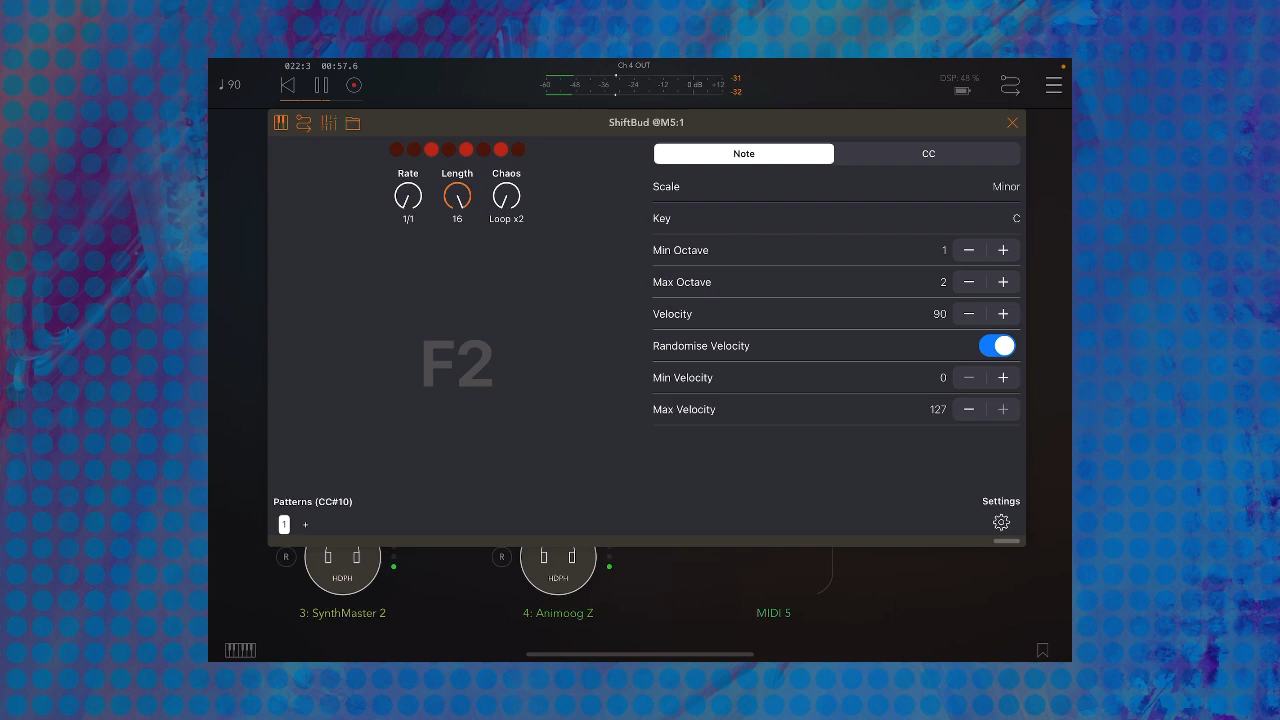 022:3 00:57.6
Ch 4 OUT
♩ 90
-60 -48 -36 -24 -12 0 dB +12
-31
-32
DSP: 48 %
ShiftBud @M5:1
Note CC
Rate Length Chaos
1/1 16 Loop x2
Scale Minor
Key C
Min Octave 1 − +
Max Octave 2 − +
Velocity 90 − +
Randomise Velocity
Min Velocity 0 − +
Max Velocity 127 − +
F2
Patterns (CC#10)
1 +
Settings
R HDPH
R HDPH
3: SynthMaster 2
4: Animoog Z
MIDI 5